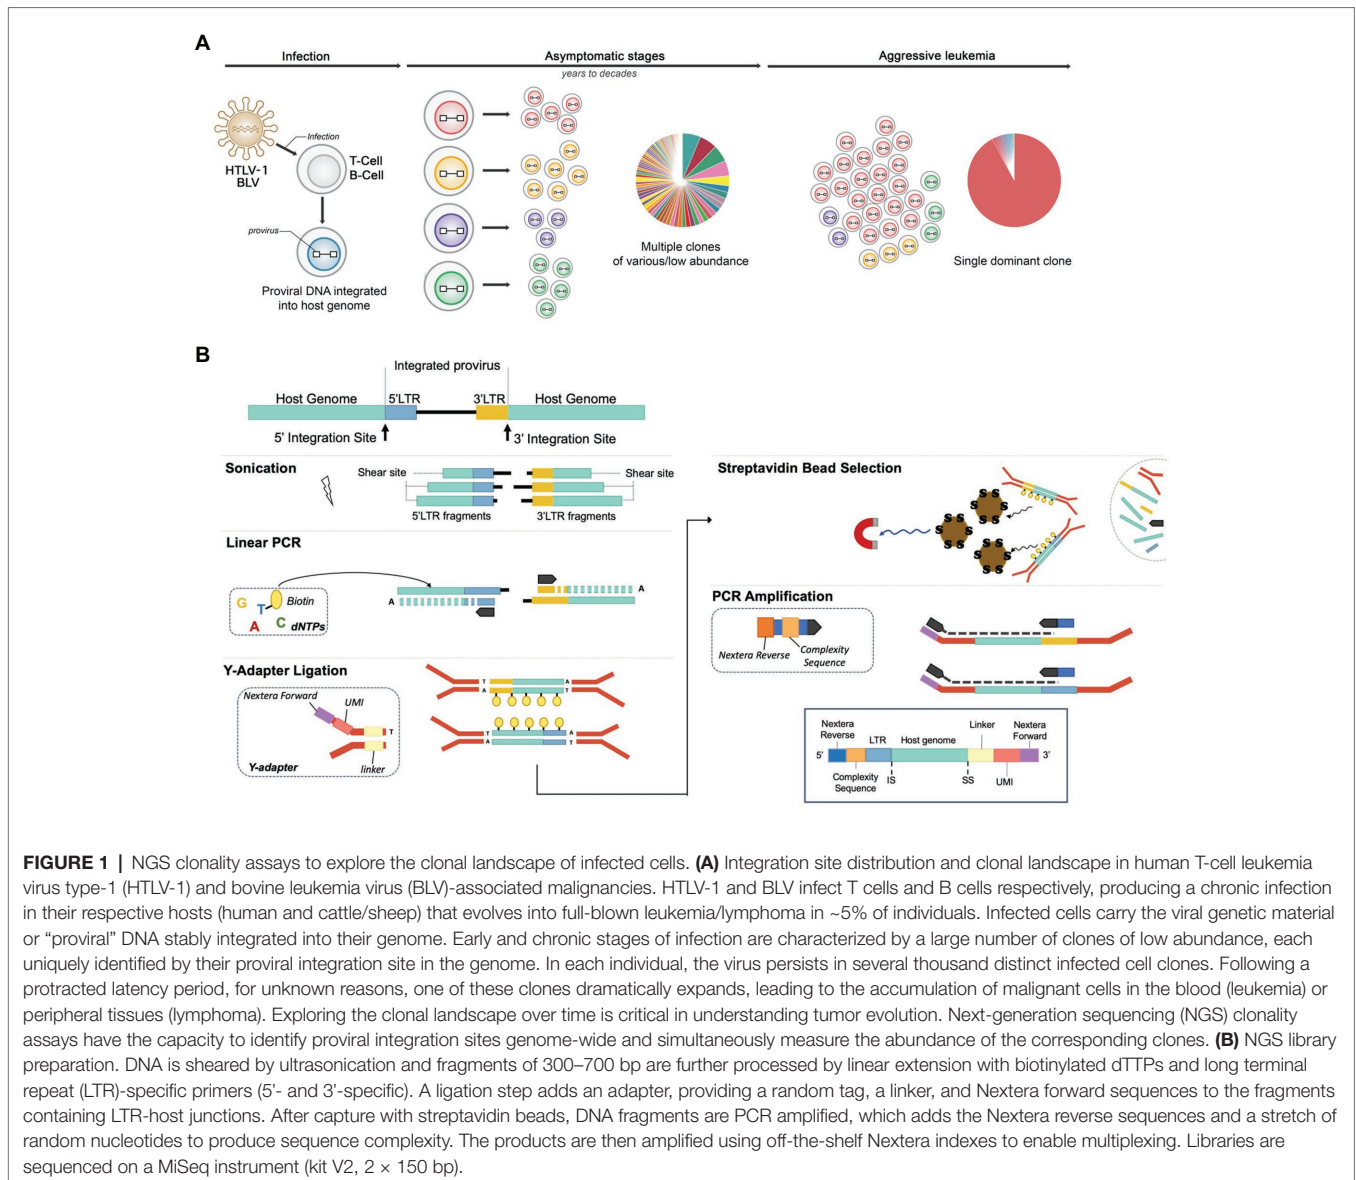 A
Infection
Asymptomatic stages
Aggressive leukemia
years to decades
Infection
HTLV-1
BLV
T-Cell
B-Cell
provirus
Proviral DNA integrated
into host genome
Multiple clones
of various/low abundance
Single dominant clone
B
Integrated provirus
Host Genome
5'LTR
3'LTR
Host Genome
5' Integration Site
3' Integration Site
Sonication
Shear site
Shear site
5'LTR fragments
3'LTR fragments
Linear PCR
G
T
A
C
Biotin
dNTPs
A
A
Y-Adapter Ligation
Nextera Forward
UMI
T
linker
Y-adapter
T
A
A
T
T
A
A
T
Streptavidin Bead Selection
S S S S S S
S S S S S S
S S S S S S
PCR Amplification
Nextera Reverse
Complexity
Sequence
Nextera
Reverse
LTR
Host genome
Linker
Nextera
Forward
5'
3'
Complexity
Sequence
IS
SS
UMI
FIGURE 1 | NGS clonality assays to explore the clonal landscape of infected cells. (A) Integration site distribution and clonal landscape in human T-cell leukemia
virus type-1 (HTLV-1) and bovine leukemia virus (BLV)-associated malignancies. HTLV-1 and BLV infect T cells and B cells respectively, producing a chronic infection
in their respective hosts (human and cattle/sheep) that evolves into full-blown leukemia/lymphoma in ~5% of individuals. Infected cells carry the viral genetic material
or “proviral” DNA stably integrated into their genome. Early and chronic stages of infection are characterized by a large number of clones of low abundance, each
uniquely identified by their proviral integration site in the genome. In each individual, the virus persists in several thousand distinct infected cell clones. Following a
protracted latency period, for unknown reasons, one of these clones dramatically expands, leading to the accumulation of malignant cells in the blood (leukemia) or
peripheral tissues (lymphoma). Exploring the clonal landscape over time is critical in understanding tumor evolution. Next-generation sequencing (NGS) clonality
assays have the capacity to identify proviral integration sites genome-wide and simultaneously measure the abundance of the corresponding clones. (B) NGS library
preparation. DNA is sheared by ultrasonication and fragments of 300–700 bp are further processed by linear extension with biotinylated dTTPs and long terminal
repeat (LTR)-specific primers (5'- and 3'-specific). A ligation step adds an adapter, providing a random tag, a linker, and Nextera forward sequences to the fragments
containing LTR-host junctions. After capture with streptavidin beads, DNA fragments are PCR amplified, which adds the Nextera reverse sequences and a stretch of
random nucleotides to produce sequence complexity. The products are then amplified using off-the-shelf Nextera indexes to enable multiplexing. Libraries are
sequenced on a MiSeq instrument (kit V2, 2 × 150 bp).